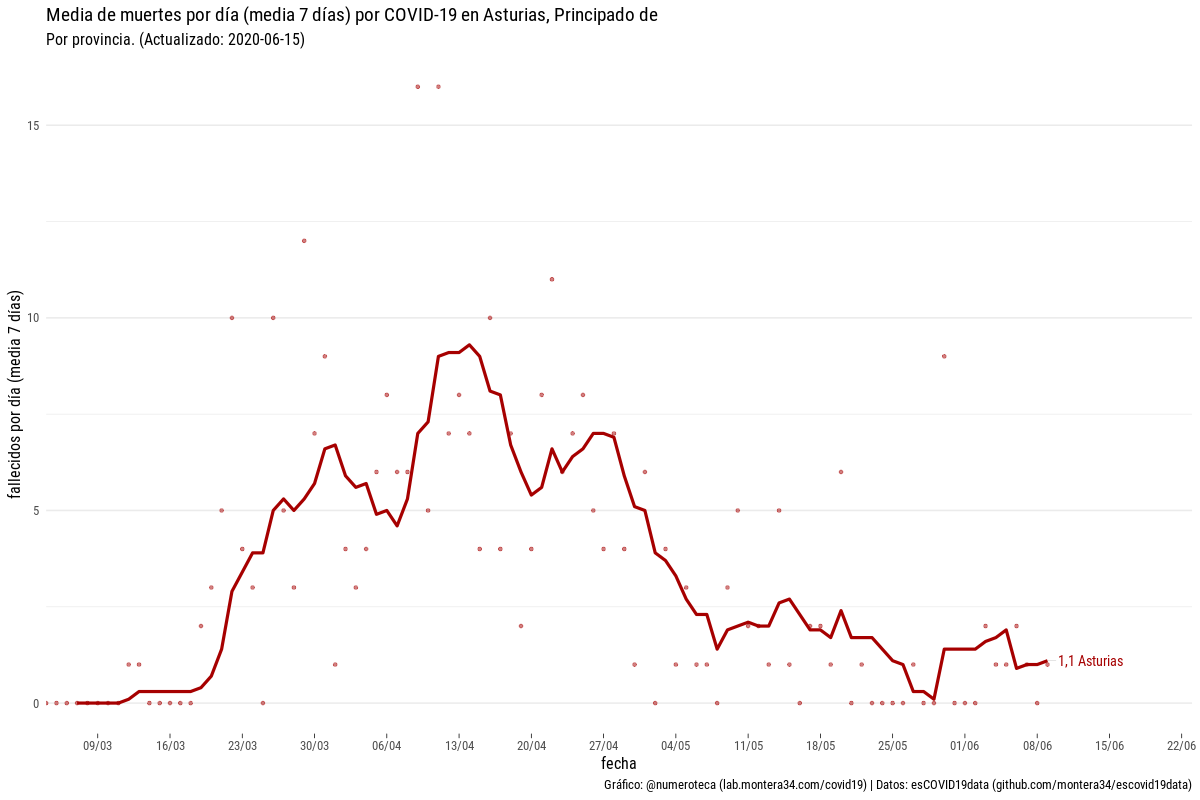 Media de muertes por día (media 7 días) por COVID-19 en Asturias, Principado de
Por provincia. (Actualizado: 2020-06-15)
fallecidos por día (media 7 días)
15
10
5
0
1,1 Asturias
09/03 16/03 23/03 30/03 06/04 13/04 20/04 27/04 04/05 11/05 18/05 25/05 01/06 08/06 15/06 22/06
fecha
Gráfico: @numeroteca (lab.montera34.com/covid19) | Datos: esCOVID19data (github.com/montera34/escovid19data)